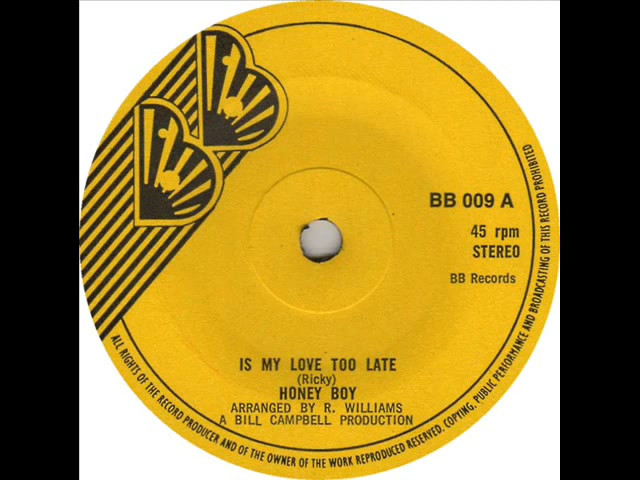 BB 009 A
45 rpm
STEREO
BB Records
IS MY LOVE TOO LATE
(Ricky)
HONEY BOY
ARRANGED BY R. WILLIAMS
A BILL CAMPBELL PRODUCTION
ALL RIGHTS OF THE RECORD PRODUCER AND OF THE OWNER OF THE WORK REPRODUCED RESERVED, COPYING, PUBLIC PERFORMANCE AND BROADCASTING OF THIS RECORD PROHIBITED